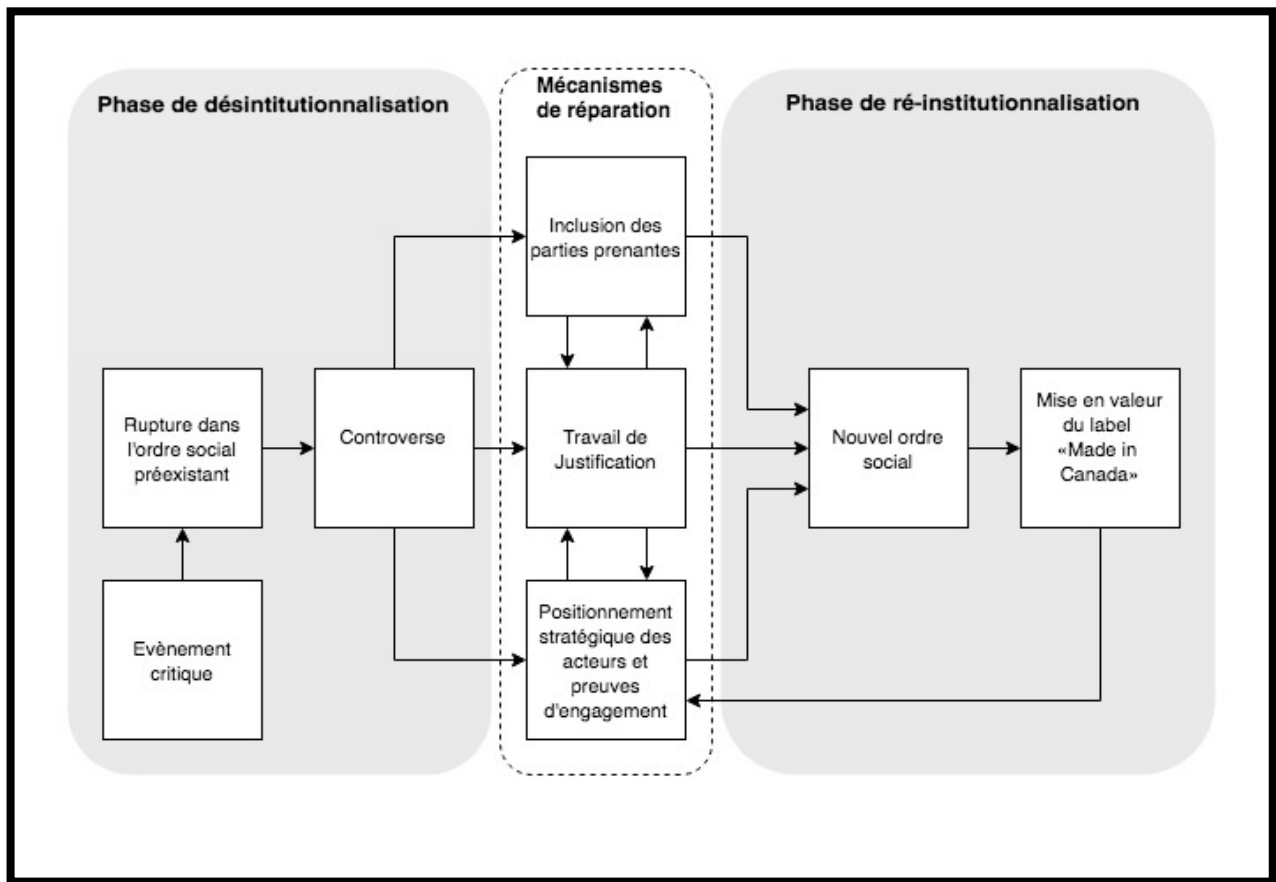 Phase de désintitutionnalisation
Mécanismes
de réparation
Phase de ré-institutionnalisation
Inclusion des
parties prenantes
Rupture dans
l'ordre social
préexistant
Controverse
Travail de
Justification
Nouvel ordre
social
Mise en valeur
du label
«Made in
Canada»
Evènement
critique
Positionnement
stratégique des
acteurs et
preuves
d'engagement